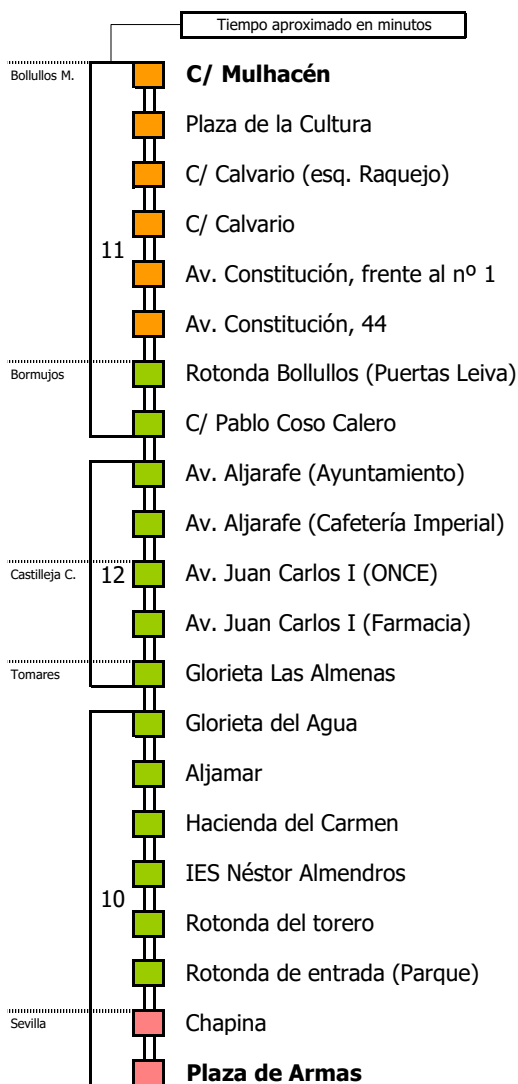 Tiempo aproximado en minutos
Bollullos M.
C/ Mulhacén
Plaza de la Cultura
C/ Calvario (esq. Raquejo)
C/ Calvario
11
Av. Constitución, frente al nº 1
Av. Constitución, 44
Bormujos
Rotonda Bollullos (Puertas Leiva)
C/ Pablo Coso Calero
Av. Aljarafe (Ayuntamiento)
Av. Aljarafe (Cafetería Imperial)
Castilleja C.
12
Av. Juan Carlos I (ONCE)
Av. Juan Carlos I (Farmacia)
Tomares
Glorieta Las Almenas
Glorieta del Agua
Aljamar
Hacienda del Carmen
IES Néstor Almendros
10
Rotonda del torero
Rotonda de entrada (Parque)
Sevilla
Chapina
Plaza de Armas